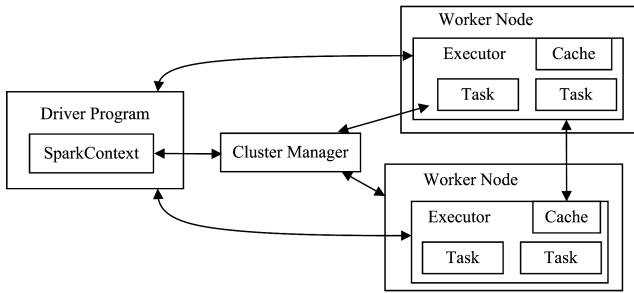 Worker Node
Executor
Cache
Task
Task
Driver Program
SparkContext
Cluster Manager
Worker Node
Executor
Cache
Task
Task